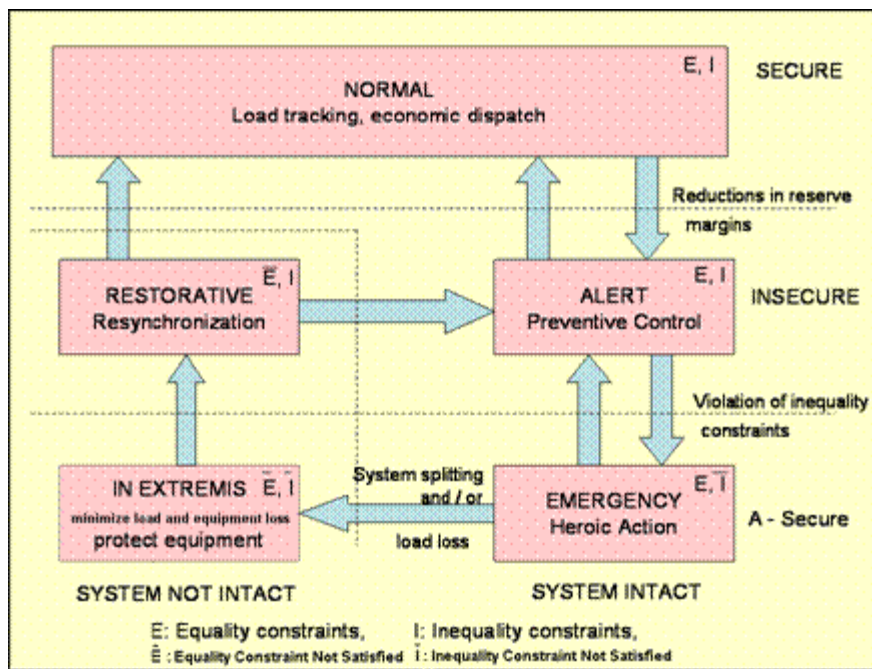 E, I
SECURE
NORMAL
Load tracking, economic dispatch
Reductions in reserve
margins
Ē, I
RESTORATIVE
Resynchronization
E, I
ALERT
Preventive Control
INSECURE
Violation of inequality
constraints
IN EXTREMIS Ē, Ī
minimize load and equipment loss
protect equipment
System splitting
and / or
load loss
E, Ī
EMERGENCY
Heroic Action
A - Secure
SYSTEM NOT INTACT
SYSTEM INTACT
E: Equality constraints, I: Inequality constraints,
Ē : Equality Constraint Not Satisfied Ī : Inequality Constraint Not Satisfied